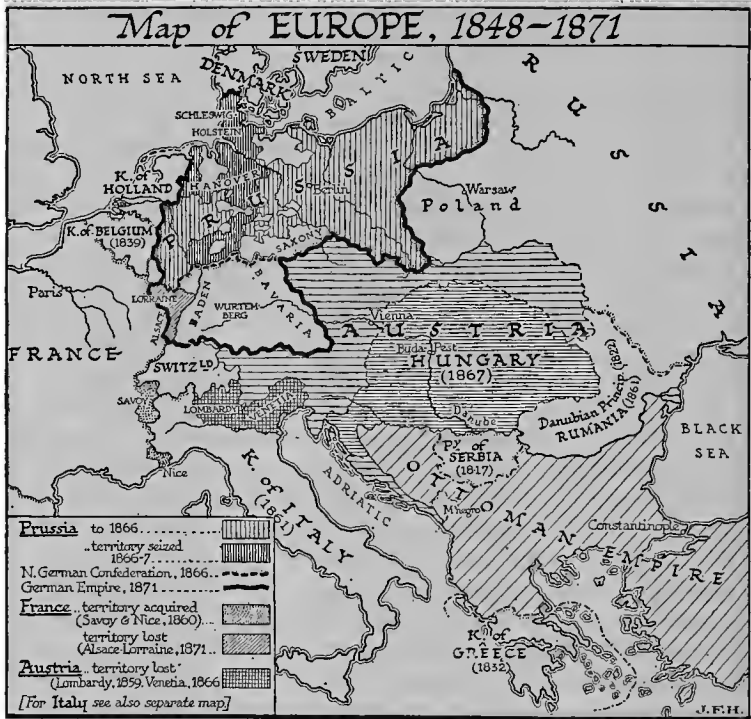 Map of EUROPE, 1848-1871
NORTH SEA
DENMARK
SWEDEN
BALTIC
RUSSIA
SCHLESWIG
HOLSTEIN
K. of
HOLLAND
HANOVER
Berlin
PRUSSIA
Warsaw
Poland
K. of BELGIUM
(1839)
SAXONY
Paris
LORRAINE
ALSACE
BADEN
WURTEM
BERG
BAVARIA
Vienna
AUSTRIA
FRANCE
Buda Pest
HUNGARY
(1867)
SWITZLD
SAVOY
LOMBARDY
VENETIA
Danube
Danubian Princip. (1822)
RUMANIA (1861)
BLACK
SEA
Py. of
SERBIA
(1817)
Nice
K. of ITALY
(1861)
ADRIATIC
Mnegro
OTTOMAN EMPIRE
Constantinople
K. of
GREECE
(1832)
Prussia to 1866
..territory seized
1866-7
N. German Confederation, 1866
German Empire, 1871
France..territory acquired
(Savoy & Nice, 1860)
territory lost
(Alsace-Lorraine, 1871
Austria..territory lost
(Lombardy, 1859. Venetia, 1866
[For Italy see also separate map]
J.F.H.